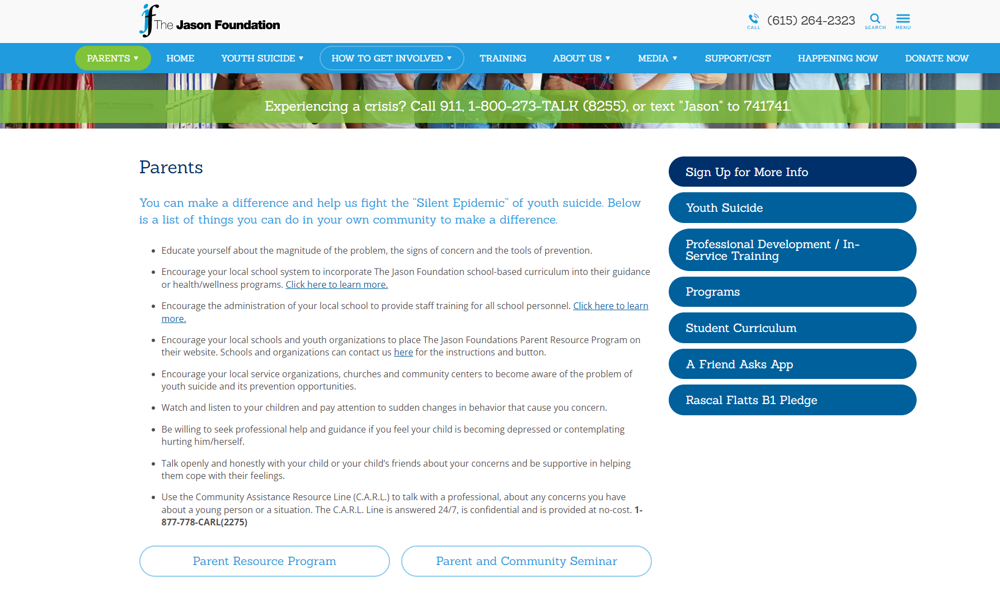 jf The Jason Foundation
CALL (615) 264-2323 SEARCH MENU
PARENTS ▼ HOME YOUTH SUICIDE ▼ HOW TO GET INVOLVED ▼ TRAINING ABOUT US ▼ MEDIA ▼ SUPPORT/CST HAPPENING NOW DONATE NOW
Experiencing a crisis? Call 911, 1-800-273-TALK (8255), or text "Jason" to 741741.
Parents
You can make a difference and help us fight the “Silent Epidemic” of youth suicide. Below
is a list of things you can do in your own community to make a difference.
• Educate yourself about the magnitude of the problem, the signs of concern and the tools of prevention.
• Encourage your local school system to incorporate The Jason Foundation school-based curriculum into their guidance
or health/wellness programs. Click here to learn more.
• Encourage the administration of your local school to provide staff training for all school personnel. Click here to learn
more.
• Encourage your local schools and youth organizations to place The Jason Foundations Parent Resource Program on
their website. Schools and organizations can contact us here for the instructions and button.
• Encourage your local service organizations, churches and community centers to become aware of the problem of
youth suicide and its prevention opportunities.
• Watch and listen to your children and pay attention to sudden changes in behavior that cause you concern.
• Be willing to seek professional help and guidance if you feel your child is becoming depressed or contemplating
hurting him/herself.
• Talk openly and honestly with your child or your child’s friends about your concerns and be supportive in helping
them cope with their feelings.
• Use the Community Assistance Resource Line (C.A.R.L.) to talk with a professional, about any concerns you have
about a young person or a situation. The C.A.R.L. Line is answered 24/7, is confidential and is provided at no-cost. 1-
877-778-CARL(2275)
Parent Resource Program
Parent and Community Seminar
Sign Up for More Info
Youth Suicide
Professional Development / In-
Service Training
Programs
Student Curriculum
A Friend Asks App
Rascal Flatts B1 Pledge